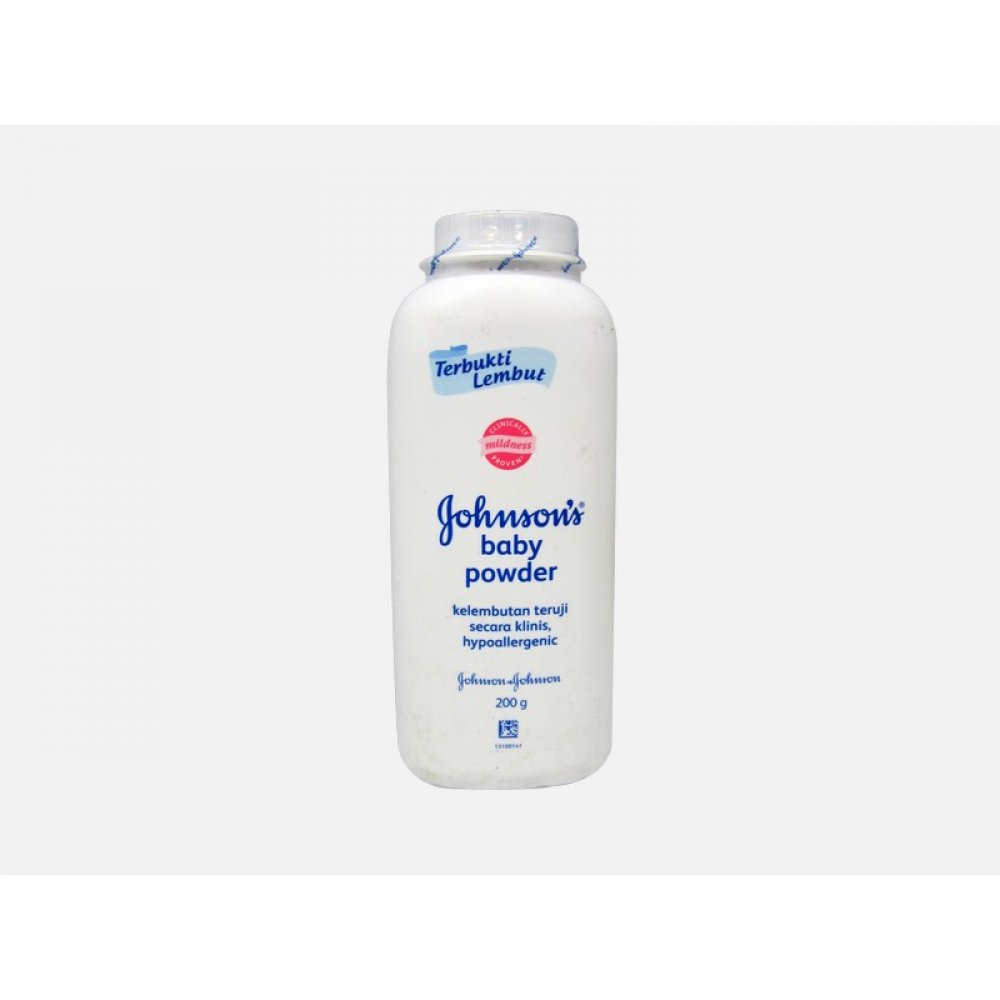 Terbukti
Lembut
CLINICALLY
mildness
PROVEN
Johnson's®
baby
powder
kelembutan teruji
secara klinis,
hypoallergenic
Johnson & Johnson
200 g